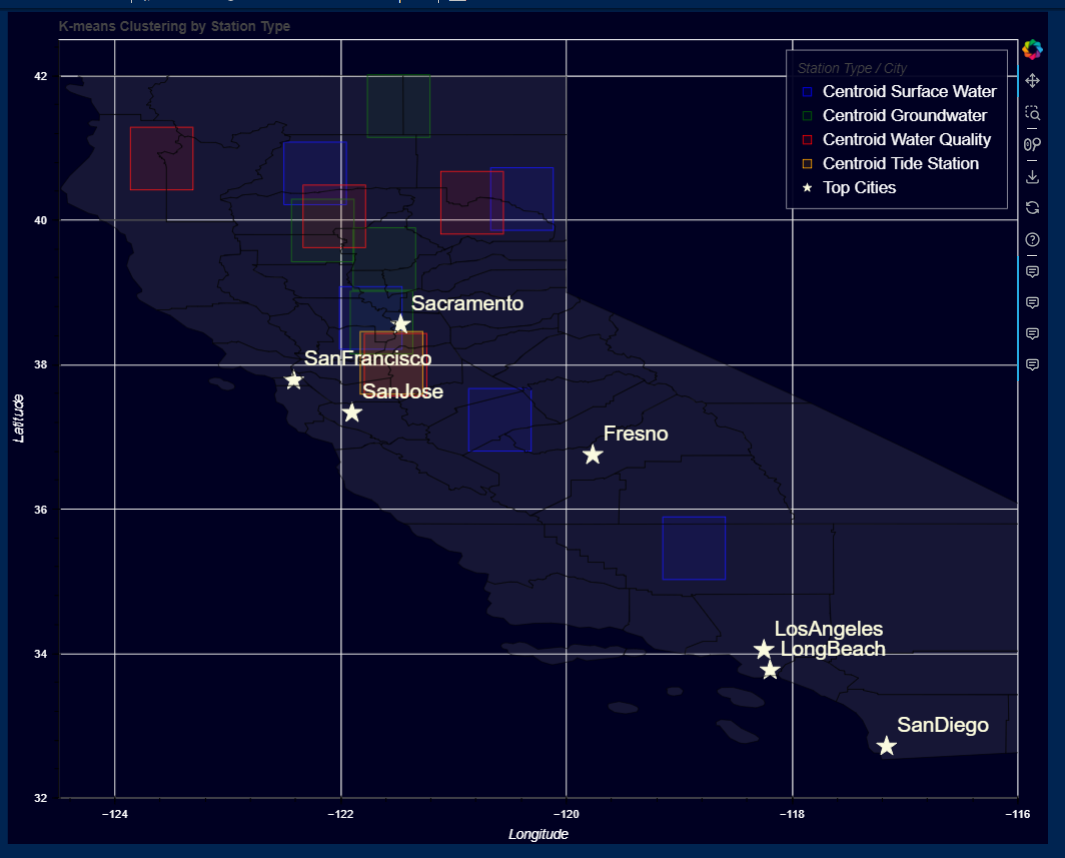 K-means Clustering by Station Type
Station Type / City
Centroid Surface Water
Centroid Groundwater
Centroid Water Quality
Centroid Tide Station
Top Cities
42
40
38
36
34
32
Latitude
Sacramento
SanFrancisco
SanJose
Fresno
LosAngeles
LongBeach
SanDiego
−124
−122
−120
−118
−116
Longitude